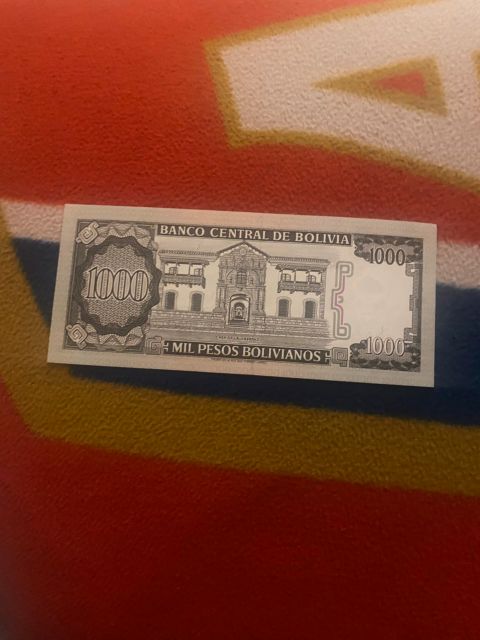 A
BANCO CENTRAL DE BOLIVIA
1000
1000
MIL PESOS BOLIVIANOS
1000